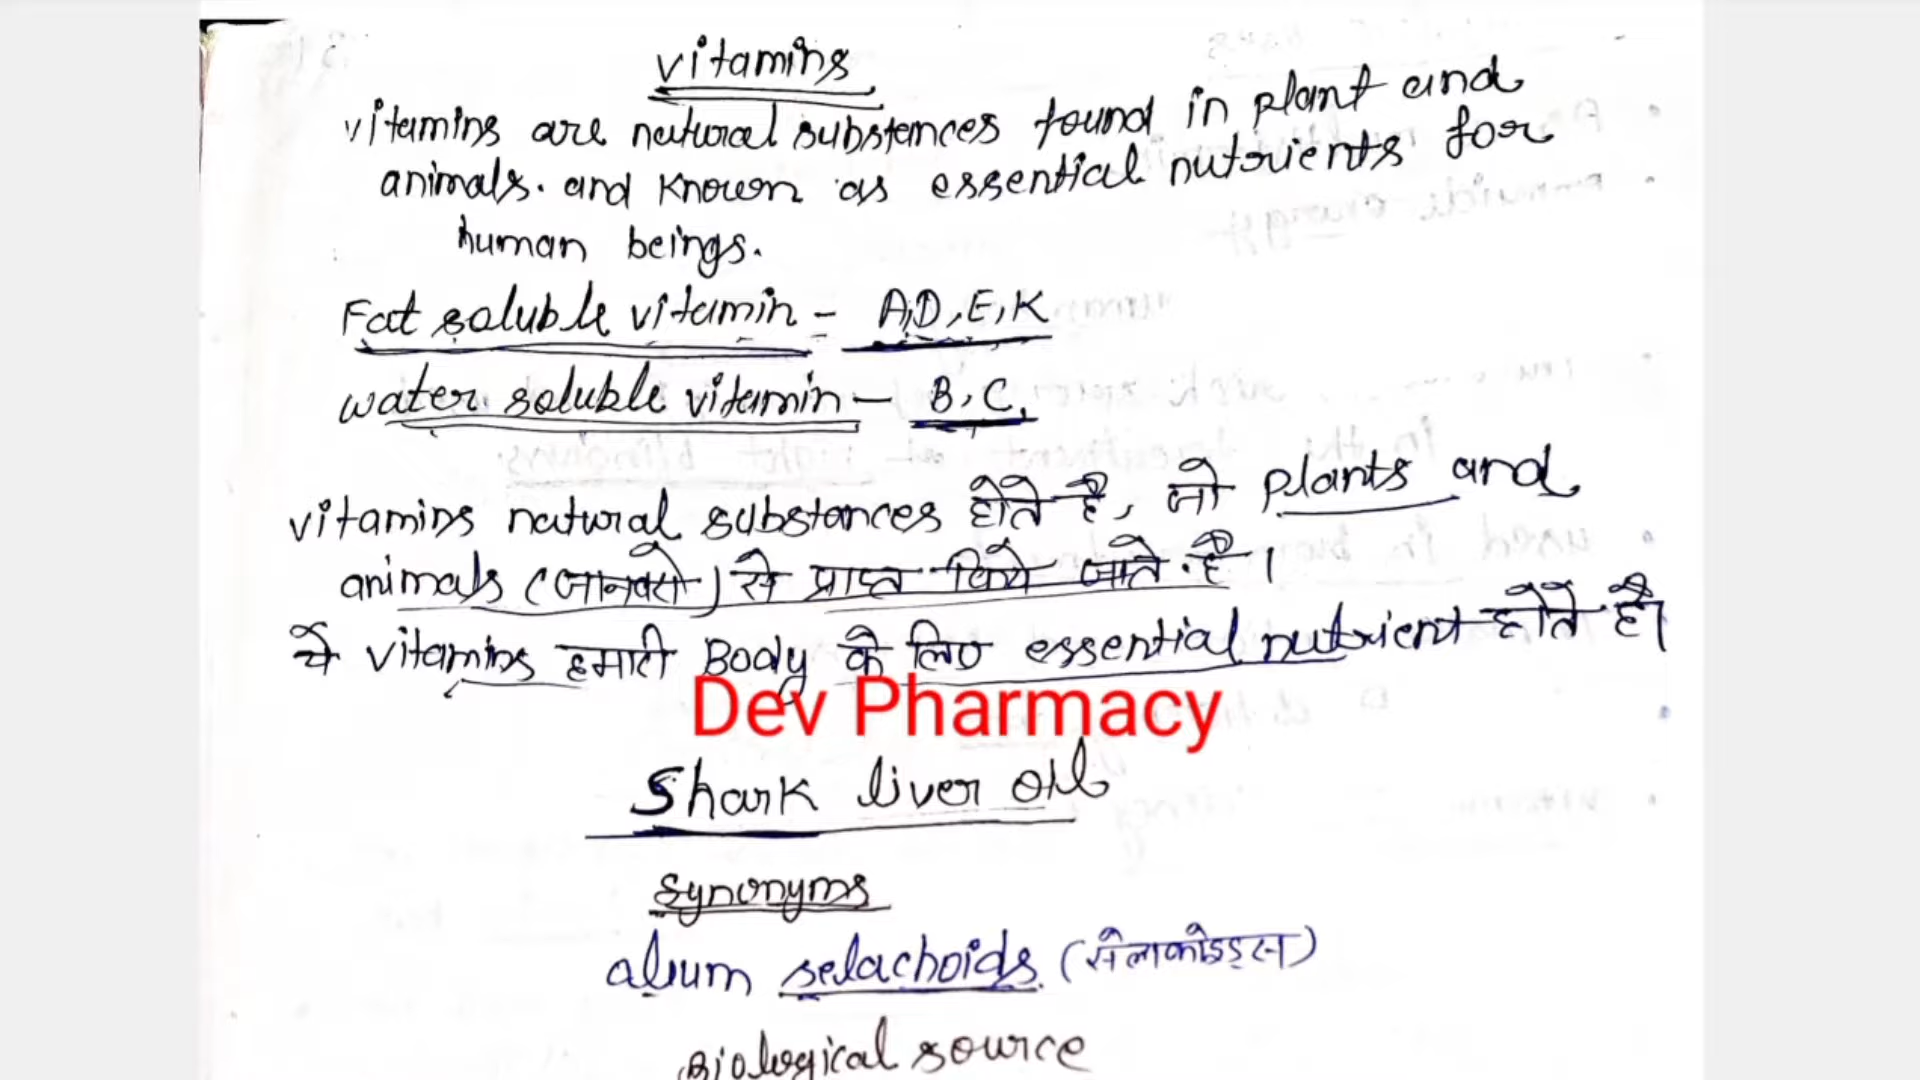 vitamins
vitamins are natural substances found in plant and
animals. and known as essential nutrients for
human beings.
Fat soluble vitamin - A,D,E,K
water soluble vitamin - B,C,
vitamins natural substances होते है, जो plants and
animals (जानवरो) से प्राप्त किये जाते है।
ये vitamins हमारी Body के लिए essential nutrient होते है।
Dev Pharmacy
Shark liver oil
synonyms
selachoids (सेलाकोइड्स)
Biological source